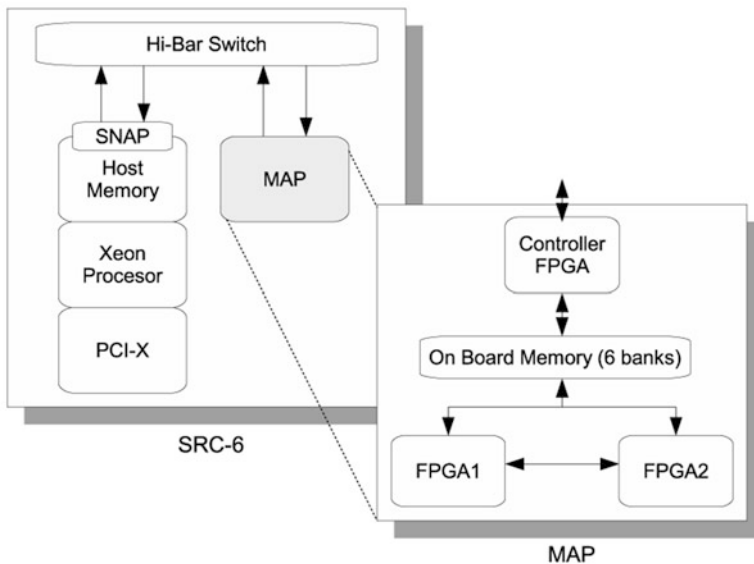 Hi-Bar Switch
SNAP
Host
Memory
MAP
Xeon
Procesor
PCI-X
SRC-6
Controller
FPGA
On Board Memory (6 banks)
FPGA1
FPGA2
MAP